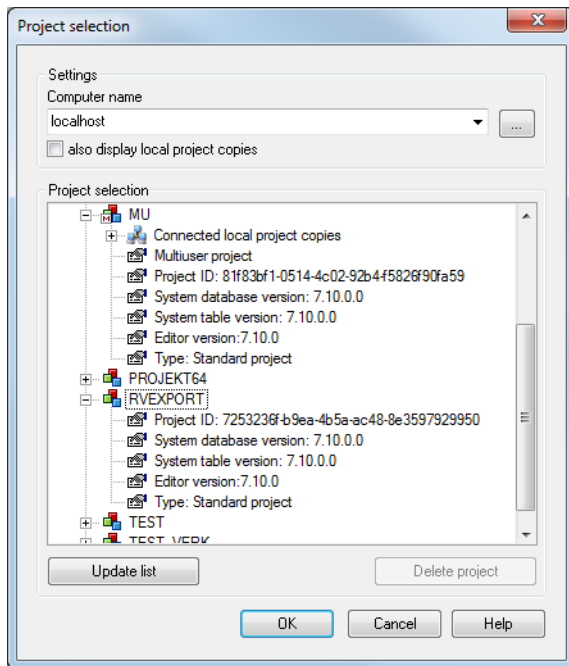 Project selection
Settings
Computer name
localhost
...
also display local project copies
Project selection
MU
Connected local project copies
Multiuser project
Project ID: 81f83bf1-0514-4c02-92b4-f5826f90fa59
System database version: 7.10.0.0
System table version: 7.10.0.0
Editor version:7.10.0
Type: Standard project
PROJEKT64
RVEXPORT
Project ID: 7253236f-b9ea-4b5a-ac48-8e3597929950
System database version: 7.10.0.0
System table version: 7.10.0.0
Editor version:7.10.0
Type: Standard project
TEST
TEST_VERK
Update list
Delete project
OK
Cancel
Help